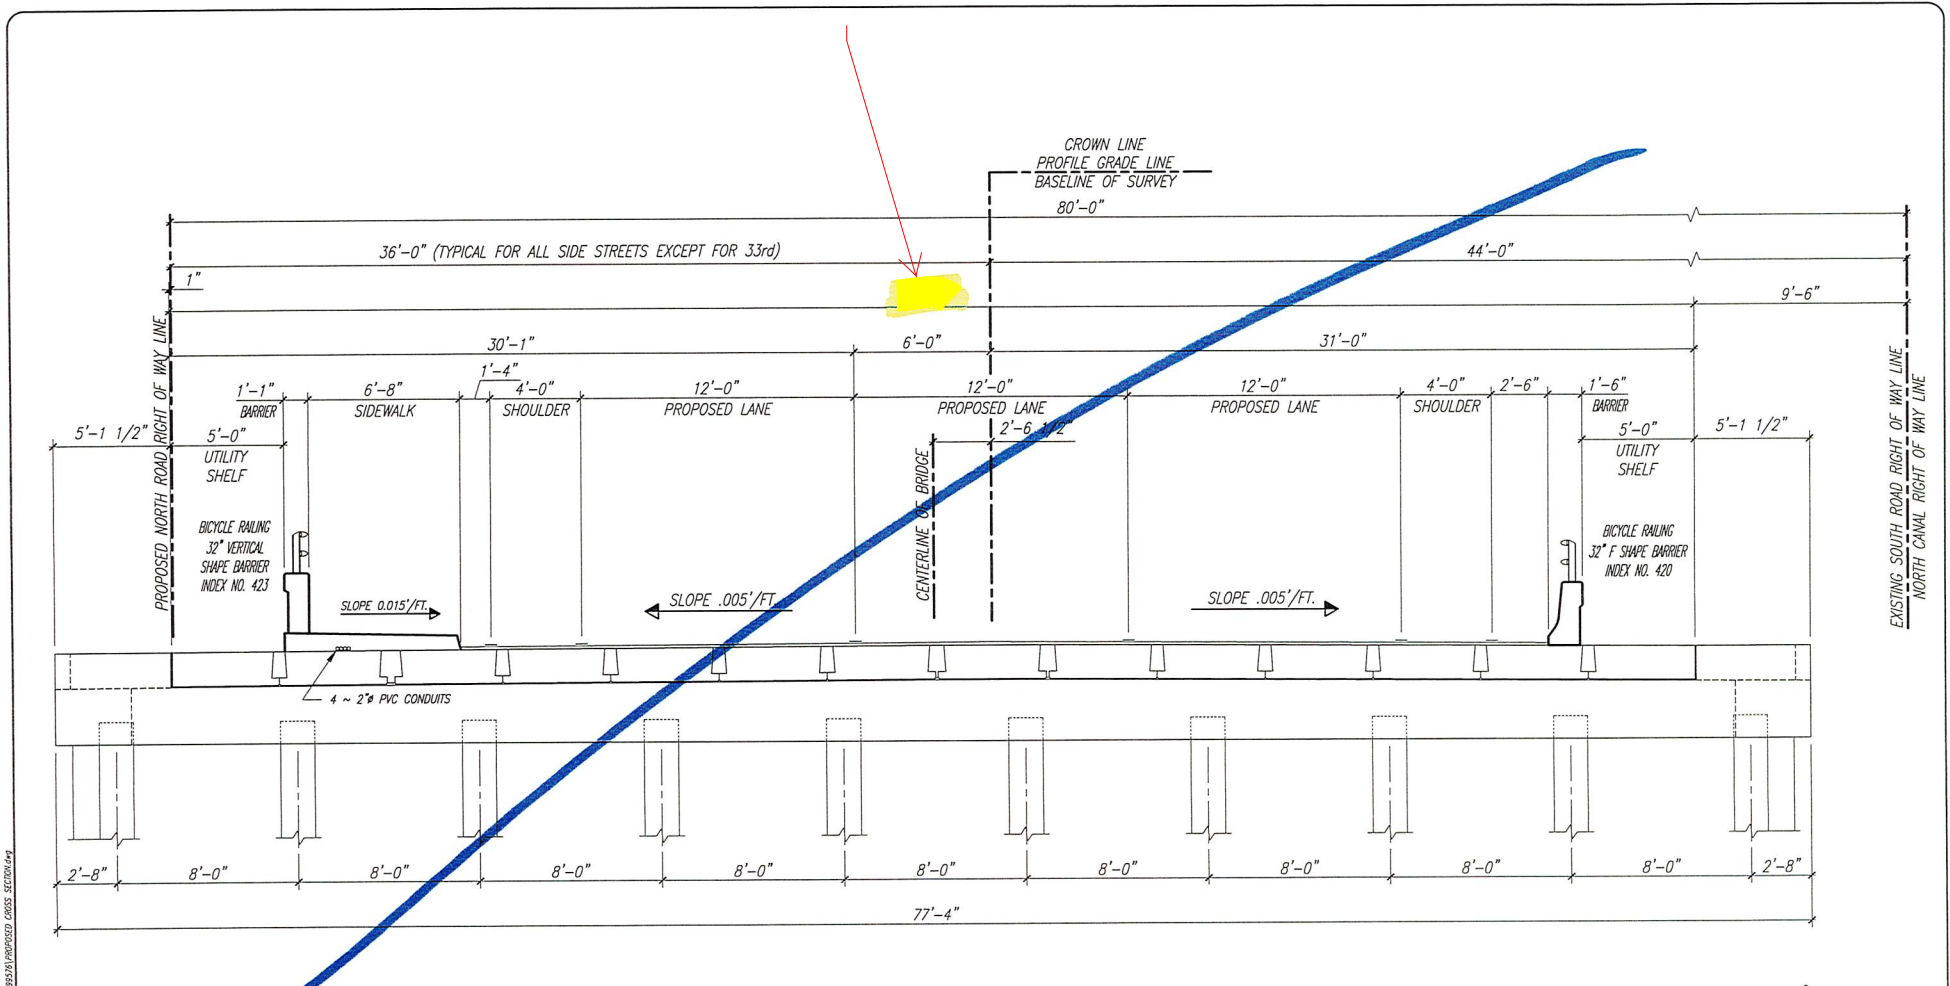 CROWN LINE
PROFILE GRADE LINE
BASELINE OF SURVEY
80'-0"
36'-0" (TYPICAL FOR ALL SIDE STREETS EXCEPT FOR 33rd)
44'-0"
1"
9'-6"
30'-1"
6'-0"
31'-0"
1'-1"
BARRIER
6'-8"
SIDEWALK
1'-4"
4'-0"
SHOULDER
12'-0"
PROPOSED LANE
12'-0"
PROPOSED LANE
12'-0"
PROPOSED LANE
4'-0"
SHOULDER
2'-6"
1'-6"
BARRIER
5'-1 1/2"
5'-0"
UTILITY
SHELF
2'-6 1/2"
5'-0"
UTILITY
SHELF
5'-1 1/2"
PROPOSED NORTH ROAD RIGHT OF WAY LINE
CENTERLINE OF BRIDGE
EXISTING SOUTH ROAD RIGHT OF WAY LINE
NORTH CANAL RIGHT OF WAY LINE
BICYCLE RAILING
32" VERTICAL
SHAPE BARRIER
INDEX NO. 423
BICYCLE RAILING
32" F SHAPE BARRIER
INDEX NO. 420
SLOPE 0.015'/FT.
SLOPE .005'/FT.
SLOPE .005'/FT.
4 ~ 2"ø PVC CONDUITS
2'-8"
8'-0"
8'-0"
8'-0"
8'-0"
8'-0"
8'-0"
8'-0"
8'-0"
8'-0"
2'-8"
77'-4"
99576\PROPOSED CROSS SECTION.dwg